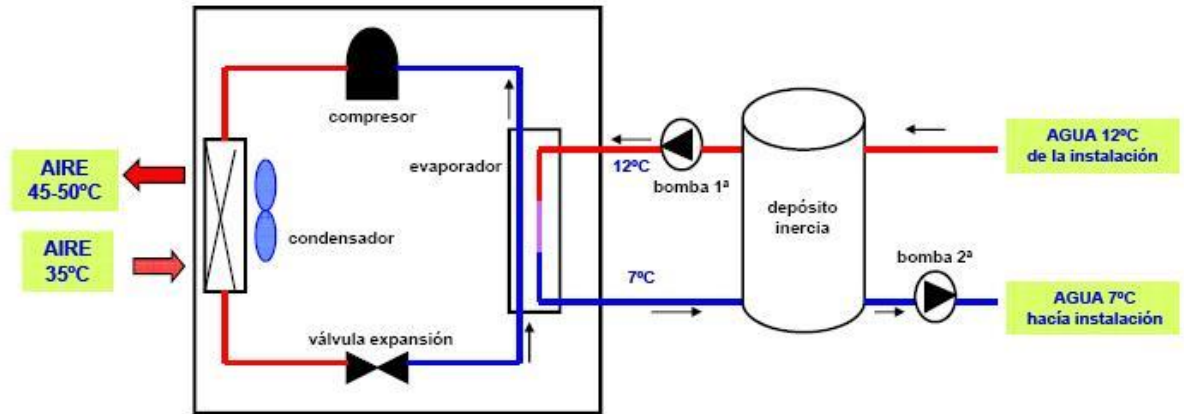 compresor
evaporador
AIRE
45-50ºC
condensador
AIRE
35ºC
válvula expansión
12ºC
bomba 1ª
7ºC
depósito
inercia
AGUA 12ºC
de la instalación
bomba 2ª
AGUA 7ºC
hacía instalación